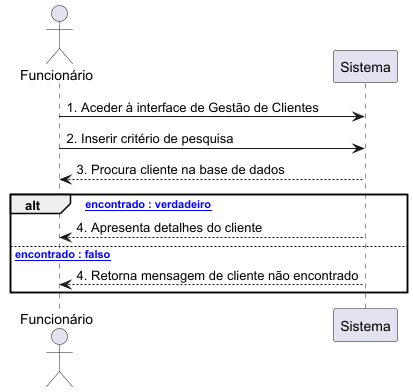 Funcionário
Sistema
1. Aceder à interface de Gestão de Clientes
2. Inserir critério de pesquisa
3. Procura cliente na base de dados
alt
encontrado : verdadeiro
4. Apresenta detalhes do cliente
encontrado : falso
4. Retorna mensagem de cliente não encontrado
Funcionário
Sistema